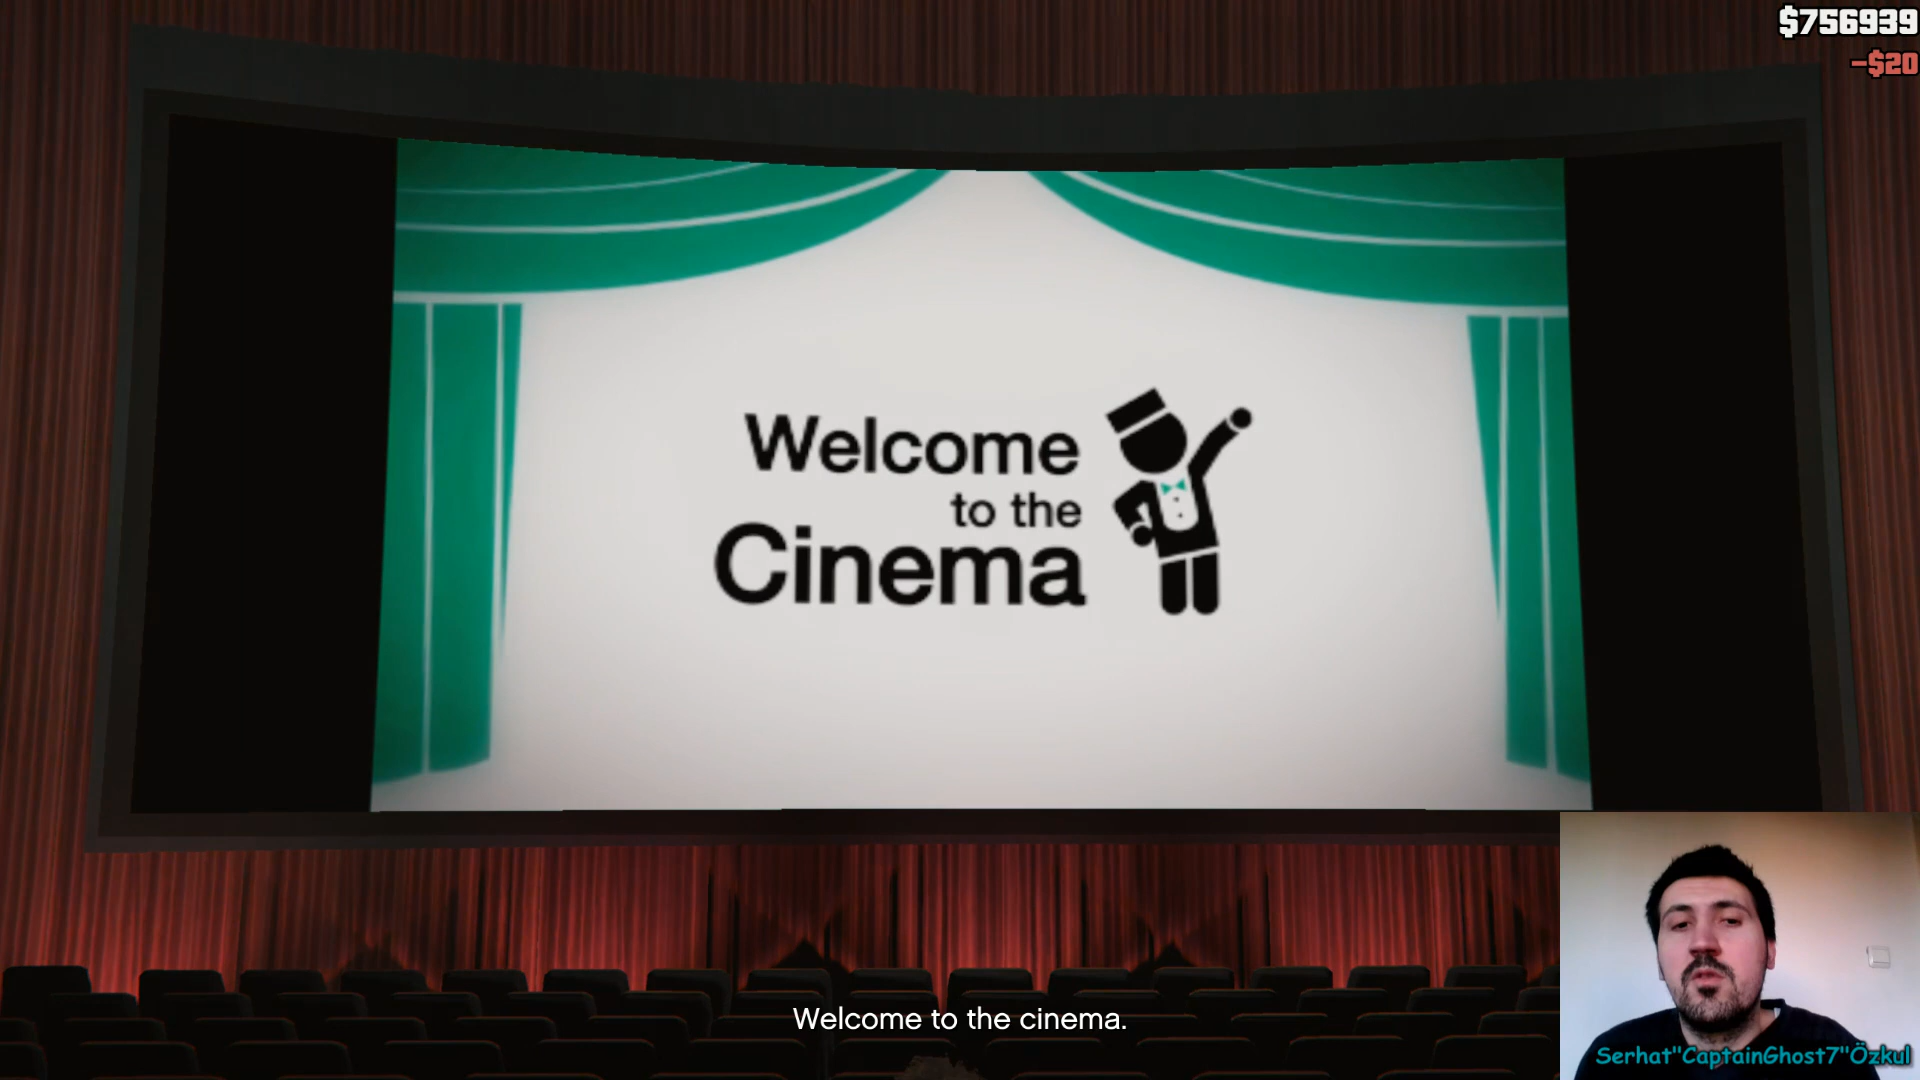 $756939
-$20
Welcome
to the
Cinema
Welcome to the cinema.
Serhat"CaptainGhost7"Özkul